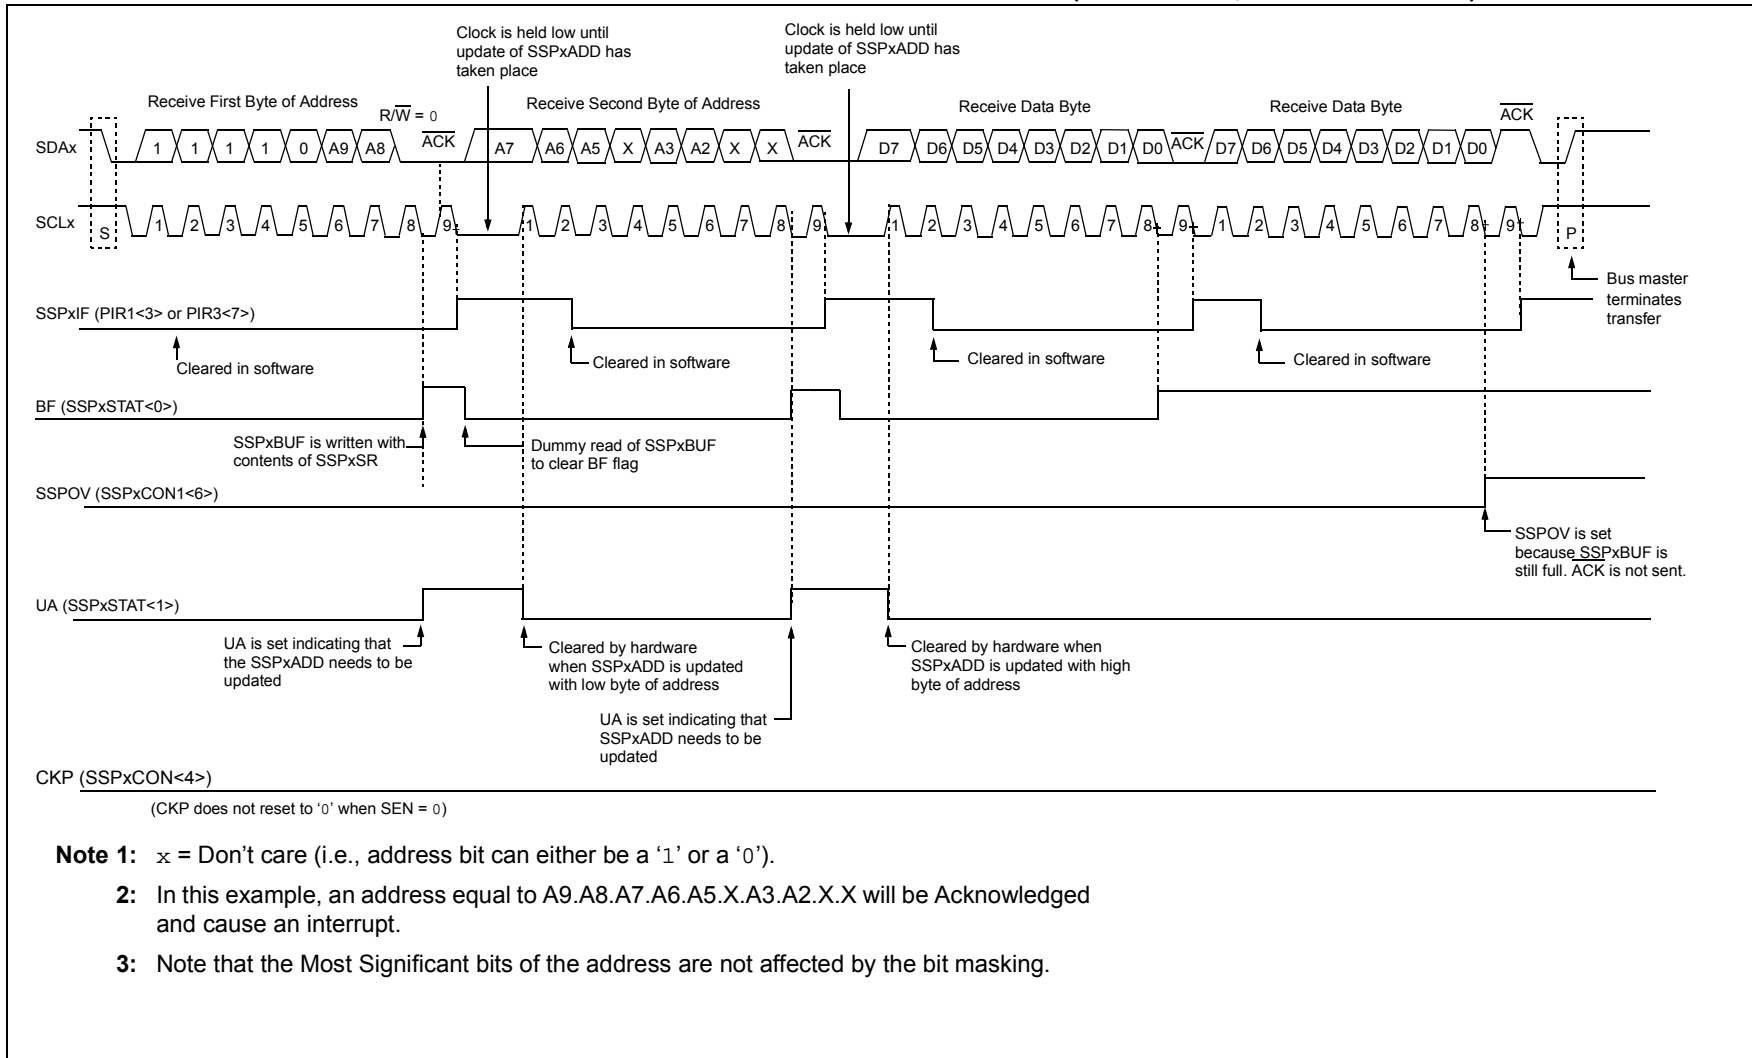 Clock is held low until
update of SSPxADD has
taken place
Clock is held low until
update of SSPxADD has
taken place
Receive First Byte of Address
R/W = 0
ACK
Receive Second Byte of Address
ACK
Receive Data Byte
ACK
Receive Data Byte
ACK
SDAx
1 1 1 1 0 A9 A8
A7 A6 A5 X A3 A2 X X
D7 D6 D5 D4 D3 D2 D1 D0
D7 D6 D5 D4 D3 D2 D1 D0
SCLx
S
1 2 3 4 5 6 7 8 9
1 2 3 4 5 6 7 8 9
1 2 3 4 5 6 7 8 9
1 2 3 4 5 6 7 8 9
P
Bus master
terminates
transfer
SSPxIF (PIR1<3> or PIR3<7>)
Cleared in software
Cleared in software
Cleared in software
Cleared in software
BF (SSPxSTAT<0>)
SSPxBUF is written with
contents of SSPxSR
Dummy read of SSPxBUF
to clear BF flag
SSPOV (SSPxCON1<6>)
SSPOV is set
because SSPxBUF is
still full. ACK is not sent.
UA (SSPxSTAT<1>)
UA is set indicating that
the SSPxADD needs to be
updated
Cleared by hardware
when SSPxADD is updated
with low byte of address
Cleared by hardware when
SSPxADD is updated with high
byte of address
UA is set indicating that
SSPxADD needs to be
updated
CKP (SSPxCON<4>)
(CKP does not reset to ‘0’ when SEN = 0)
Note 1: x = Don’t care (i.e., address bit can either be a ‘1’ or a ‘0’).
2: In this example, an address equal to A9.A8.A7.A6.A5.X.A3.A2.X.X will be Acknowledged
and cause an interrupt.
3: Note that the Most Significant bits of the address are not affected by the bit masking.